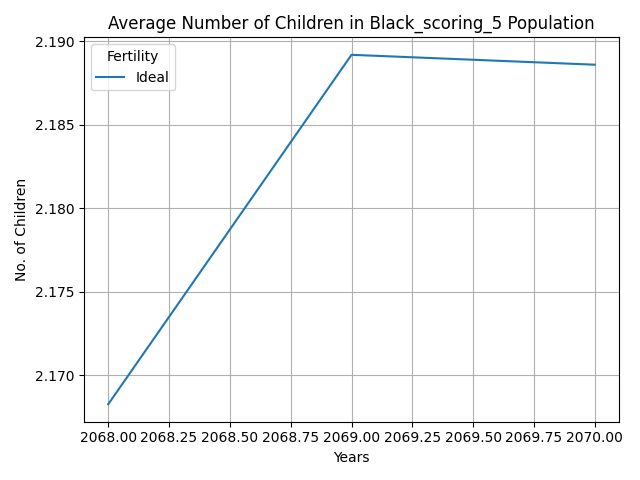 Average Number of Children in Black_scoring_5 Population
Fertility
Ideal
No. of Children
2.190
2.185
2.180
2.175
2.170
2068.00 2068.25 2068.50 2068.75 2069.00 2069.25 2069.50 2069.75 2070.00
Years